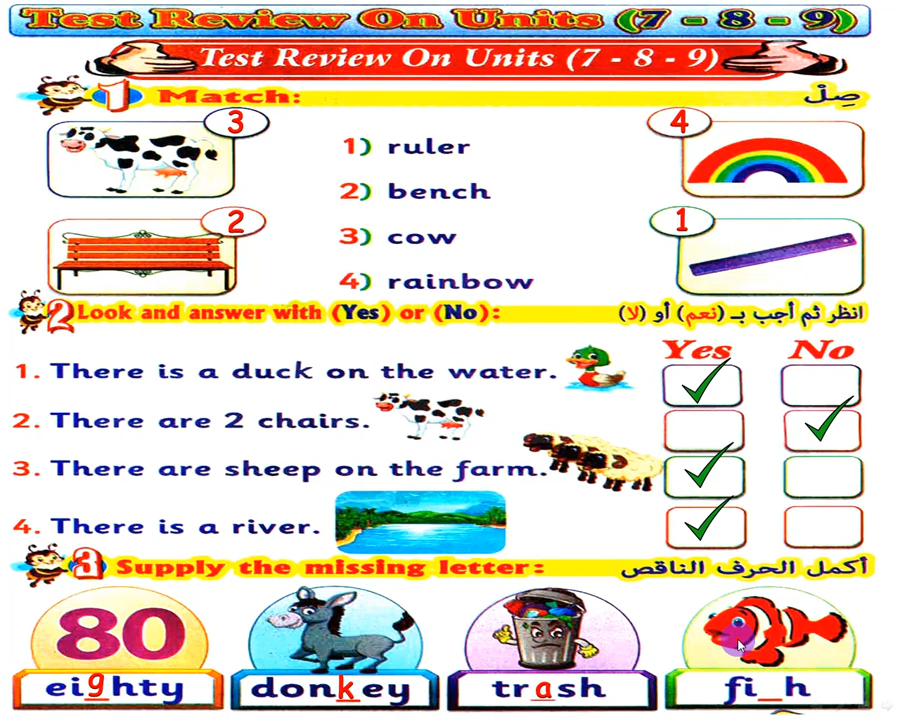 Test Review On Units (7 - 8 - 9)
Test Review On Units (7 - 8 - 9)
1 Match: صِلْ
3
4
1) ruler
2) bench
2
1
3) cow
4) rainbow
2 Look and answer with (Yes) or (No): انظر ثم أجب بـ (نعم) أو (لا)
Yes No
1. There is a duck on the water.
2. There are 2 chairs.
3. There are sheep on the farm.
4. There is a river.
3 Supply the missing letter: أكمل الحرف الناقص
80
eighty donkey trash fi_h